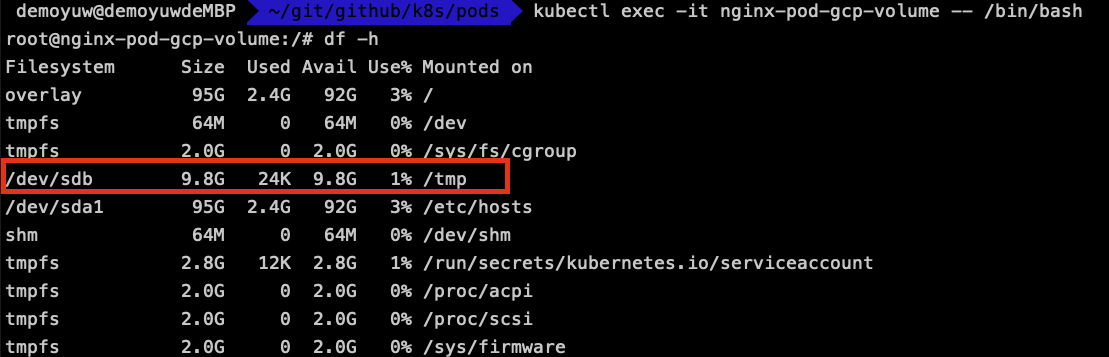 demoyuw@demoyuwdeMBP ~/git/github/k8s/pods kubectl exec -it nginx-pod-gcp-volume -- /bin/bash
root@nginx-pod-gcp-volume:/# df -h
Filesystem      Size  Used Avail Use% Mounted on
overlay          95G  2.4G   92G   3% /
tmpfs            64M     0   64M   0% /dev
tmpfs           2.0G     0  2.0G   0% /sys/fs/cgroup
/dev/sdb        9.8G   24K  9.8G   1% /tmp
/dev/sda1        95G  2.4G   92G   3% /etc/hosts
shm              64M     0   64M   0% /dev/shm
tmpfs           2.8G   12K  2.8G   1% /run/secrets/kubernetes.io/serviceaccount
tmpfs           2.0G     0  2.0G   0% /proc/acpi
tmpfs           2.0G     0  2.0G   0% /proc/scsi
tmpfs           2.0G     0  2.0G   0% /sys/firmware